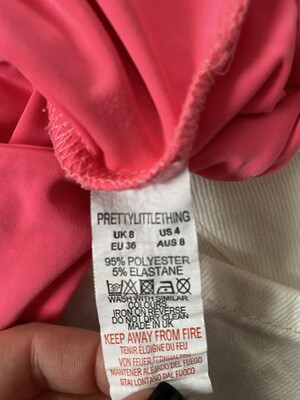 PRETTYLITTLETHING
UK 8 US 4
EU 36 AUS 8
95% POLYESTER
5% ELASTANE
WASH WITH SIMILAR
COLOURS
IRON ON REVERSE
DO NOT DRY CLEAN
MADE IN UK
KEEP AWAY FROM FIRE
TENIR ÉLOIGNE DU FEU
VON FEUER FERNHALTEN
MANTENER ALEJADO DEL FUEGO
STAI LONTANO DAL FUOCO